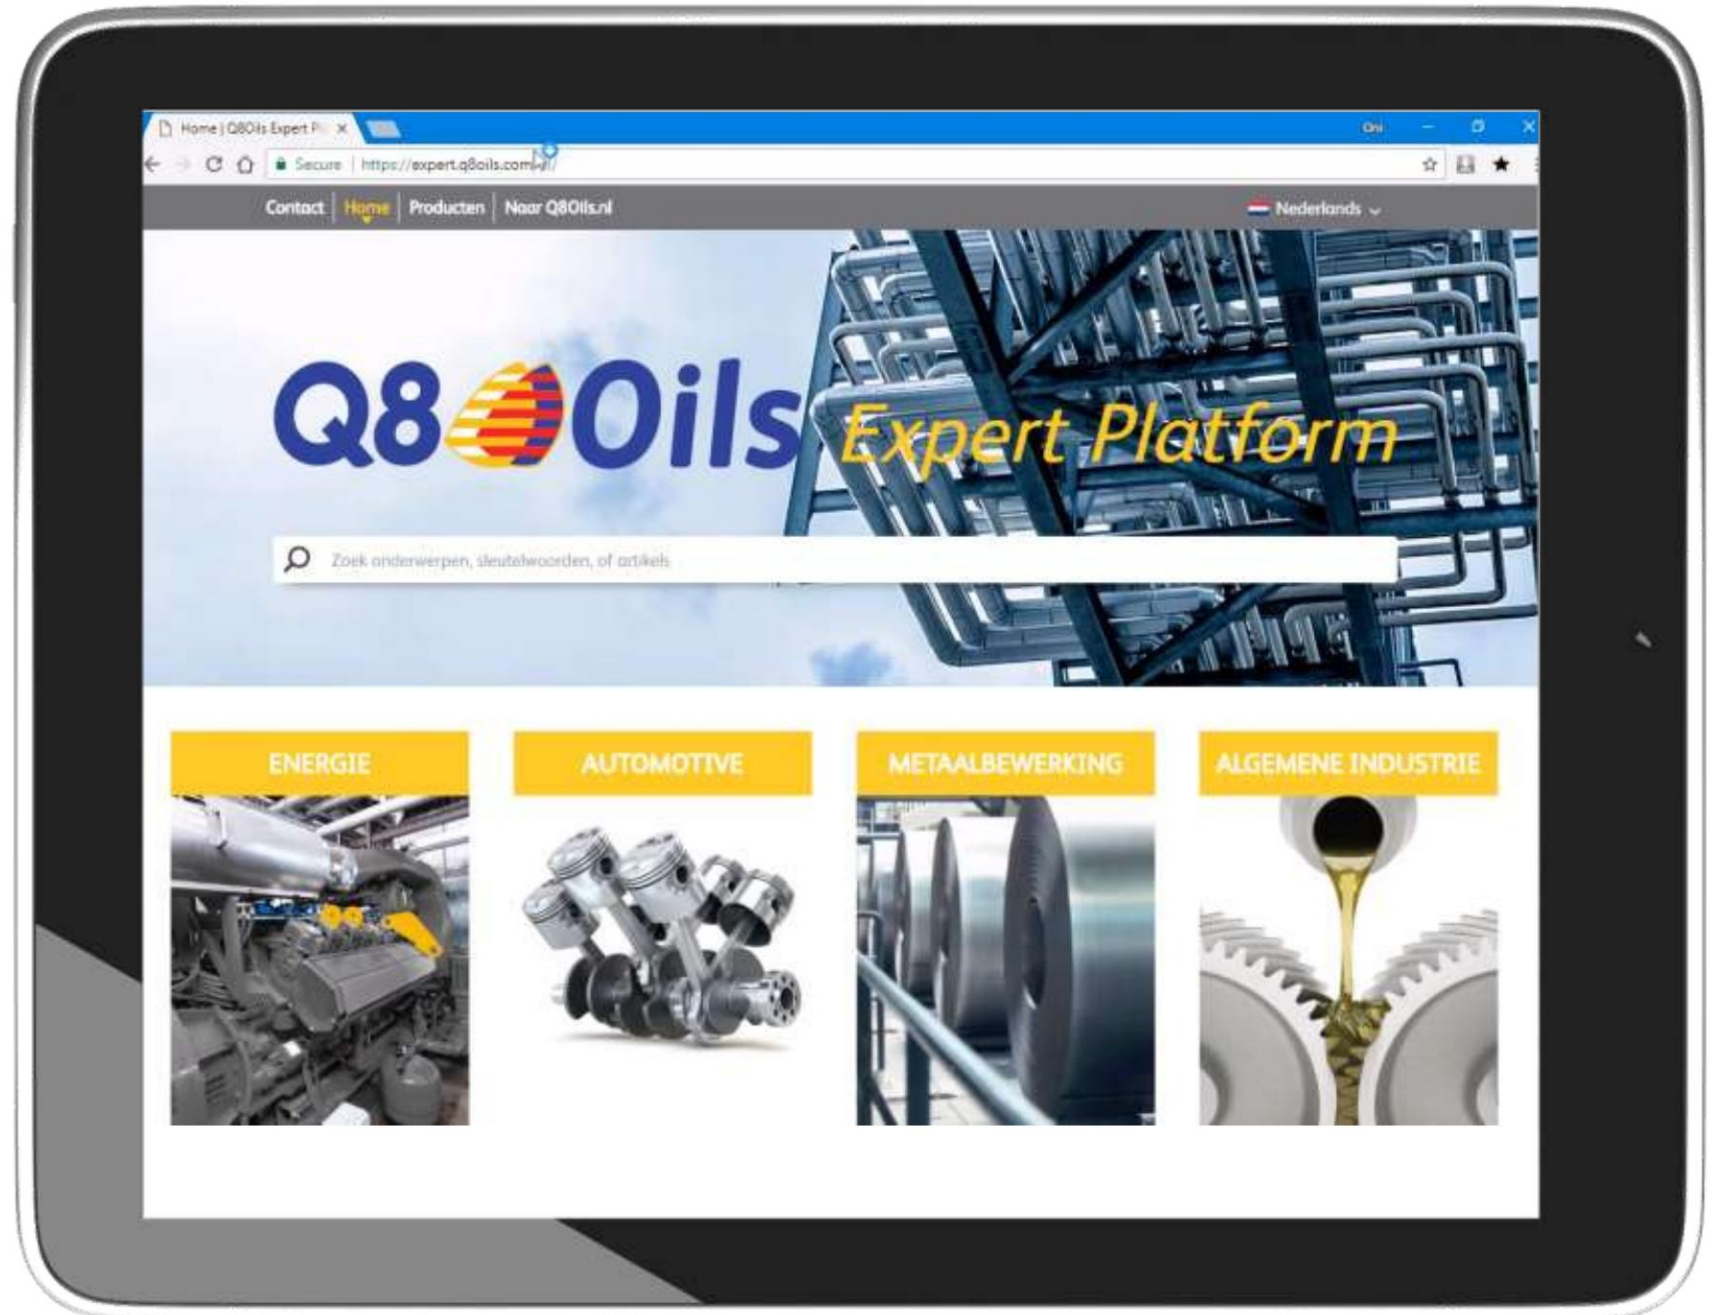 Home | Q8Oils Expert Pl
Secure | https://expert.q8oils.com
Contact Home Producten Naar Q8Oils.nl
Nederlands
Q8 Oils Expert Platform
Zoek onderwerpen, sleutelwoorden, of artikels
ENERGIE
AUTOMOTIVE
METAALBEWERKING
ALGEMENE INDUSTRIE